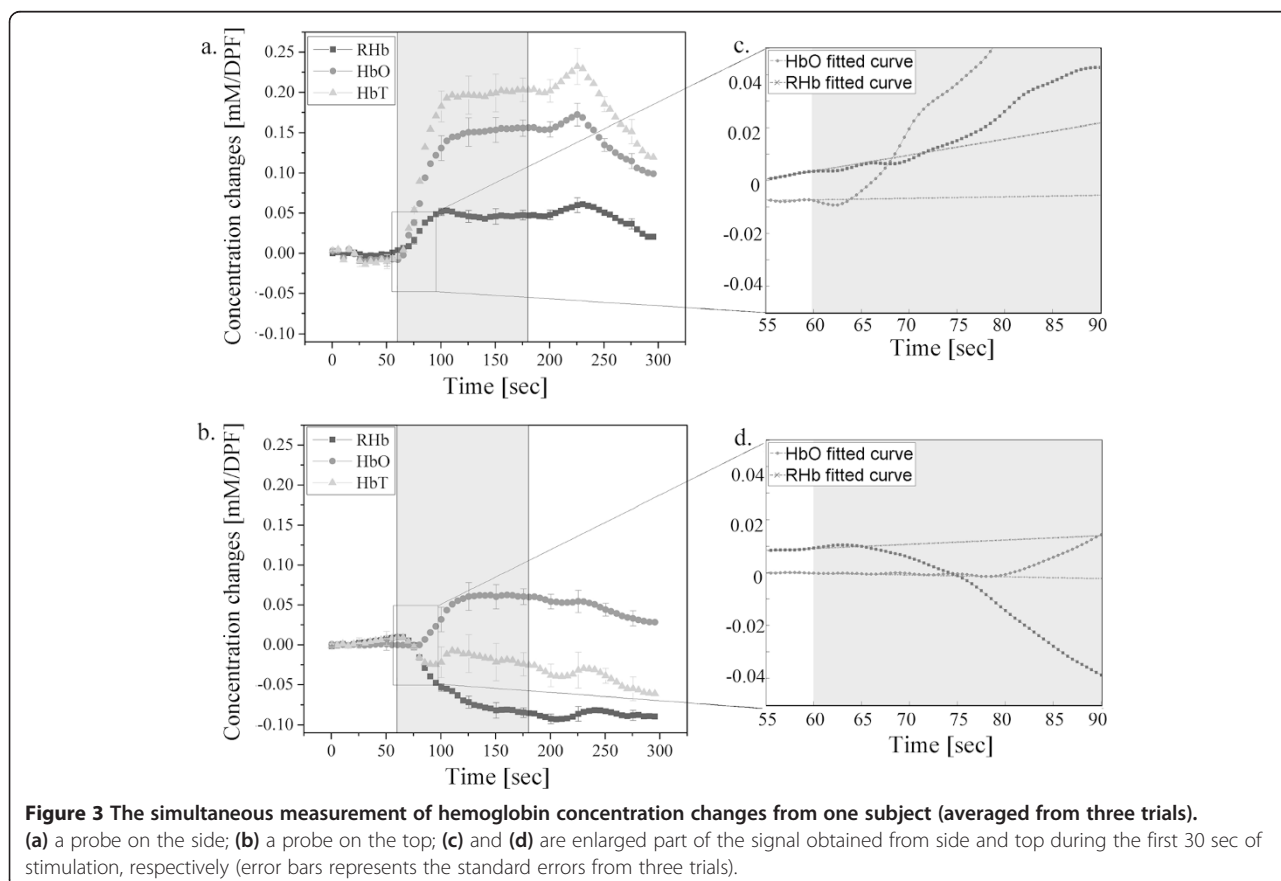 a.
RHb
HbO
HbT
Concentration changes [mM/DPF]
0.25
0.20
0.15
0.10
0.05
0.00
-0.05
-0.10
0 50 100 150 200 250 300
Time [sec]
c.
HbO fitted curve
RHb fitted curve
0.04
0.02
0
-0.02
-0.04
55 60 65 70 75 80 85 90
Time [sec]
b.
RHb
HbO
HbT
Concentration changes [mM/DPF]
0.25
0.20
0.15
0.10
0.05
0.00
-0.05
-0.10
0 50 100 150 200 250 300
Time [sec]
d.
HbO fitted curve
RHb fitted curve
0.04
0.02
0
-0.02
-0.04
55 60 65 70 75 80 85 90
Time [sec]
Figure 3 The simultaneous measurement of hemoglobin concentration changes from one subject (averaged from three trials).
(a) a probe on the side; (b) a probe on the top; (c) and (d) are enlarged part of the signal obtained from side and top during the first 30 sec of
stimulation, respectively (error bars represents the standard errors from three trials).